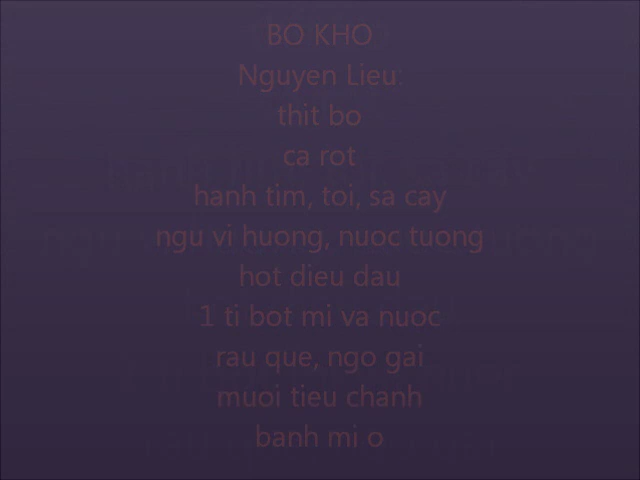 BO KHO
Nguyen Lieu:
thit bo
ca rot
hanh tim, toi, sa cay
ngu vi huong, nuoc tuong
hot dieu dau
1 ti bot mi va nuoc
rau que, ngo gai
muoi tieu chanh
banh mi o